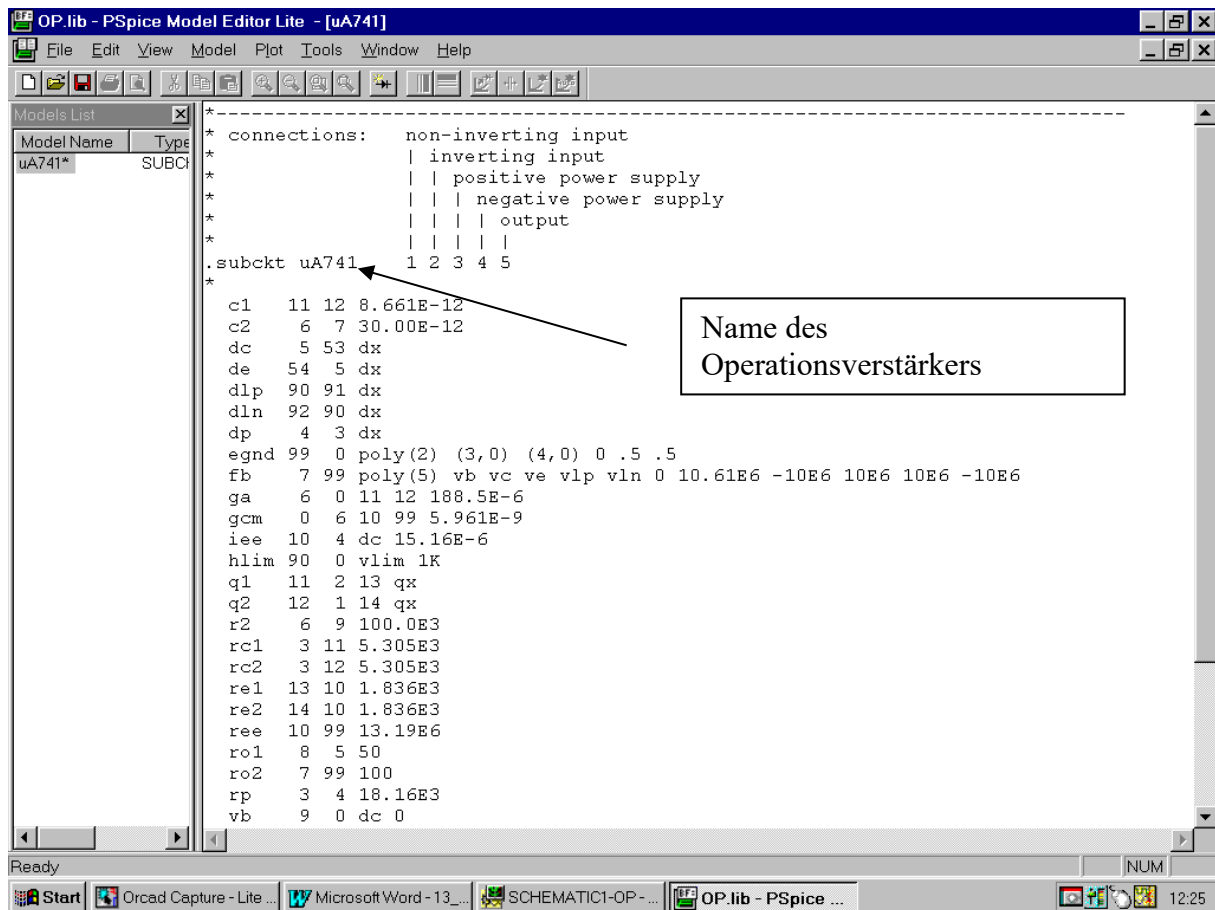 OP.lib - PSpice Model Editor Lite - [uA741]
File Edit View Model Plot Tools Window Help
Models List
Model Name Type
uA741* SUBCK
*-----------------------------------------------------------------------------
* connections: non-inverting input
* | inverting input
* | | positive power supply
* | | | negative power supply
* | | | | output
* | | | | |
.subckt uA741 1 2 3 4 5
*
c1 11 12 8.661E-12
c2 6 7 30.00E-12
dc 5 53 dx
de 54 5 dx
dlp 90 91 dx
dln 92 90 dx
dp 4 3 dx
egnd 99 0 poly(2) (3,0) (4,0) 0 .5 .5
fb 7 99 poly(5) vb vc ve vlp vln 0 10.61E6 -10E6 10E6 10E6 -10E6
ga 6 0 11 12 188.5E-6
gcm 0 6 10 99 5.961E-9
iee 10 4 dc 15.16E-6
hlim 90 0 vlim 1K
q1 11 2 13 qx
q2 12 1 14 qx
r2 6 9 100.0E3
rc1 3 11 5.305E3
rc2 3 12 5.305E3
re1 13 10 1.836E3
re2 14 10 1.836E3
ree 10 99 13.19E6
ro1 8 5 50
ro2 7 99 100
rp 3 4 18.16E3
vb 9 0 dc 0
Name des
Operationsverstärkers
Ready NUM
Start Orcad Capture - Lite ... Microsoft Word - 13_... SCHEMATIC1-OP - ... OP.lib - PSpice ... 12:25